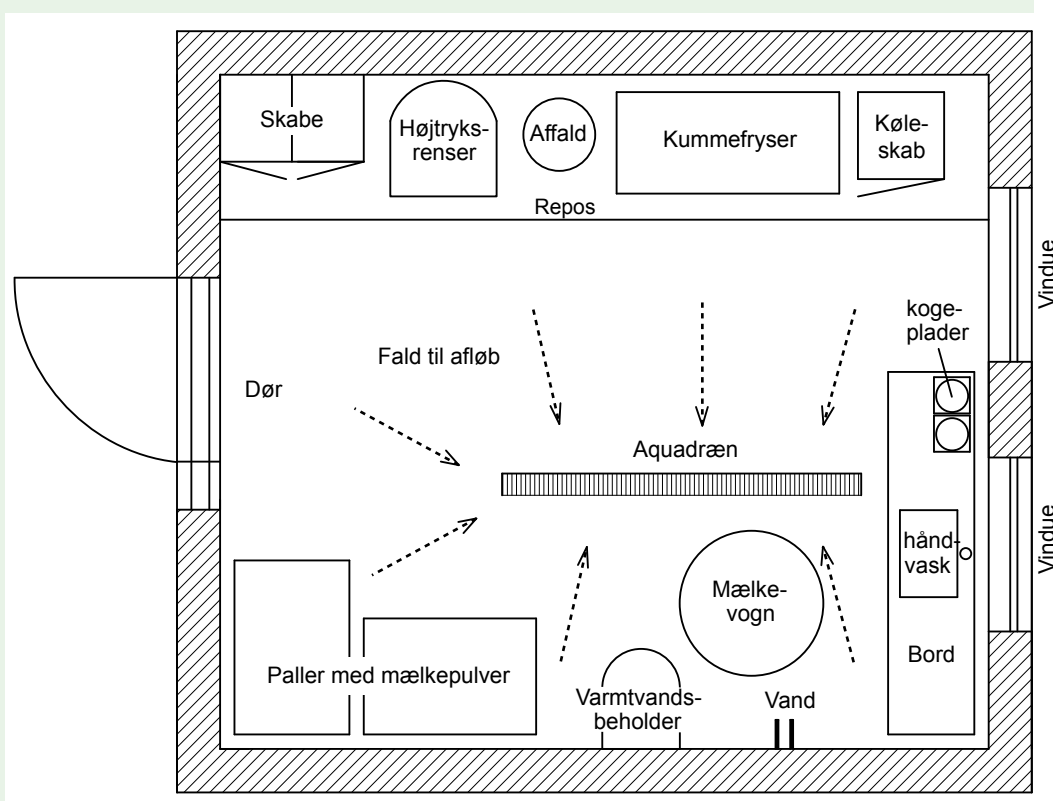 Skabe
Højtryks-
renser
Affald
Kummefryser
Køle-
skab
Repos
Vindue
koge-
plader
Fald til afløb
Dør
Aquadræn
hånd-
vask
Vindue
Mælke-
vogn
Bord
Paller med mælkepulver
Varmtvands-
beholder
Vand